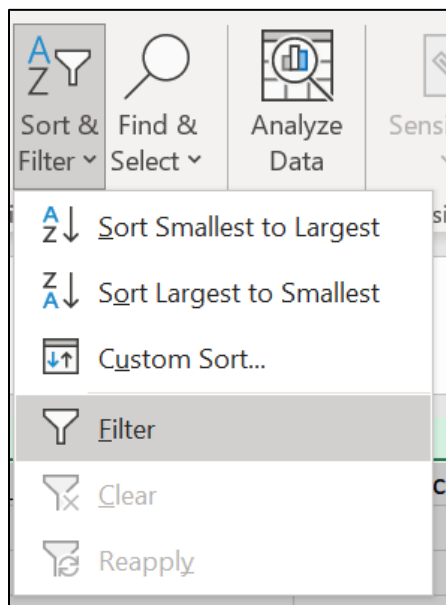 Sort & Find & Analyze Sensi
Filter Select Data
Sort Smallest to Largest
Sort Largest to Smallest
Custom Sort...
Filter
Clear
Reapply